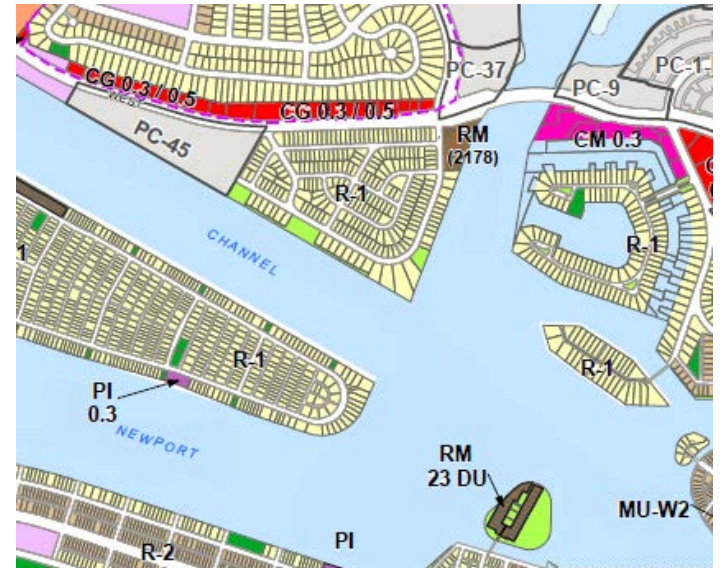 PC-37
PC-1-
CG 0.3 / 0.5
WEST
PC-9
CG 0.3 / 0.5
PC-45
RM
(2178)
CM 0.3
R-1
CHANNEL
R-1
1
R-1
R-1
PI
0.3
NEWPORT
RM
23 DU
MU-W2
PI
R-2